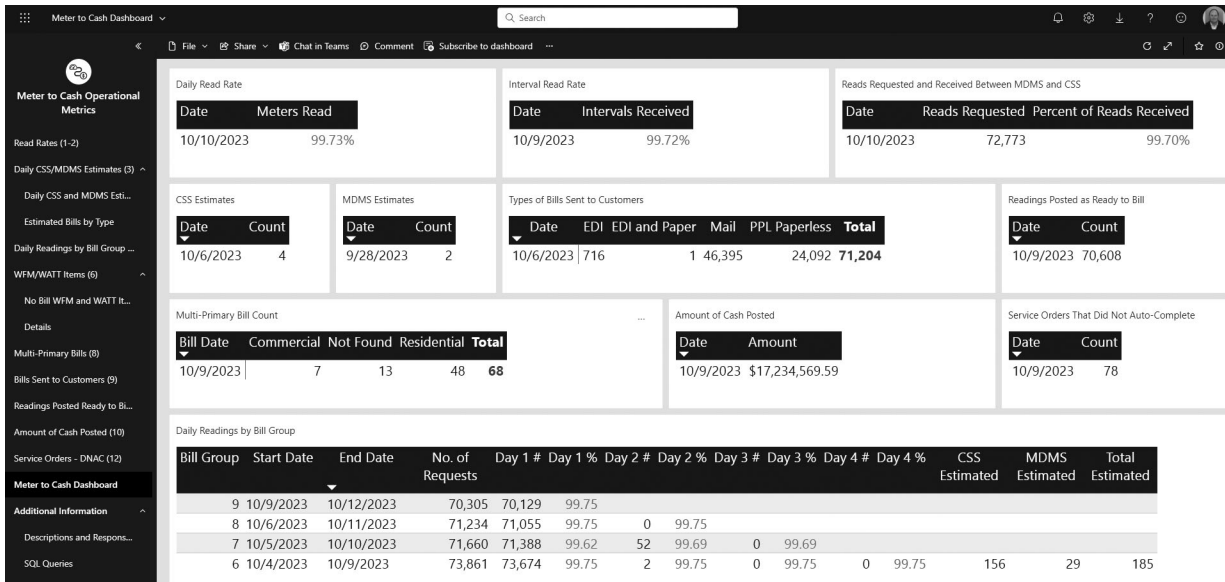 Meter to Cash Dashboard
Search
File Share Chat in Teams Comment Subscribe to dashboard ...
Meter to Cash Operational
Metrics
Read Rates (1-2)
Daily CSS/MDMS Estimates (3)
Daily CSS and MDMS Esti...
Estimated Bills by Type
Daily Readings by Bill Group ...
WFM/WATT Items (6)
No Bill WFM and WATT It...
Details
Multi-Primary Bills (8)
Bills Sent to Customers (9)
Readings Posted Ready to Bi...
Amount of Cash Posted (10)
Service Orders - DNAC (12)
Meter to Cash Dashboard
Additional Information
Descriptions and Respons...
SQL Queries
Daily Read Rate
Date Meters Read
10/10/2023 99.73%
Interval Read Rate
Date Intervals Received
10/9/2023 99.72%
Reads Requested and Received Between MDMS and CSS
Date Reads Requested Percent of Reads Received
10/10/2023 72,773 99.70%
CSS Estimates
Date Count
10/6/2023 4
MDMS Estimates
Date Count
9/28/2023 2
Types of Bills Sent to Customers
Date EDI EDI and Paper Mail PPL Paperless Total
10/6/2023 716 1 46,395 24,092 71,204
Readings Posted as Ready to Bill
Date Count
10/9/2023 70,608
Multi-Primary Bill Count
...
Bill Date Commercial Not Found Residential Total
10/9/2023 7 13 48 68
Amount of Cash Posted
Date Amount
10/9/2023 $17,234,569.59
Service Orders That Did Not Auto-Complete
Date Count
10/9/2023 78
Daily Readings by Bill Group
Bill Group Start Date End Date No. of Requests Day 1 # Day 1 % Day 2 # Day 2 % Day 3 # Day 3 % Day 4 # Day 4 % CSS Estimated MDMS Estimated Total Estimated
9 10/9/2023 10/12/2023 70,305 70,129 99.75
8 10/6/2023 10/11/2023 71,234 71,055 99.75 0 99.75
7 10/5/2023 10/10/2023 71,660 71,388 99.62 52 99.69 0 99.69
6 10/4/2023 10/9/2023 73,861 73,674 99.75 2 99.75 0 99.75 0 99.75 156 29 185